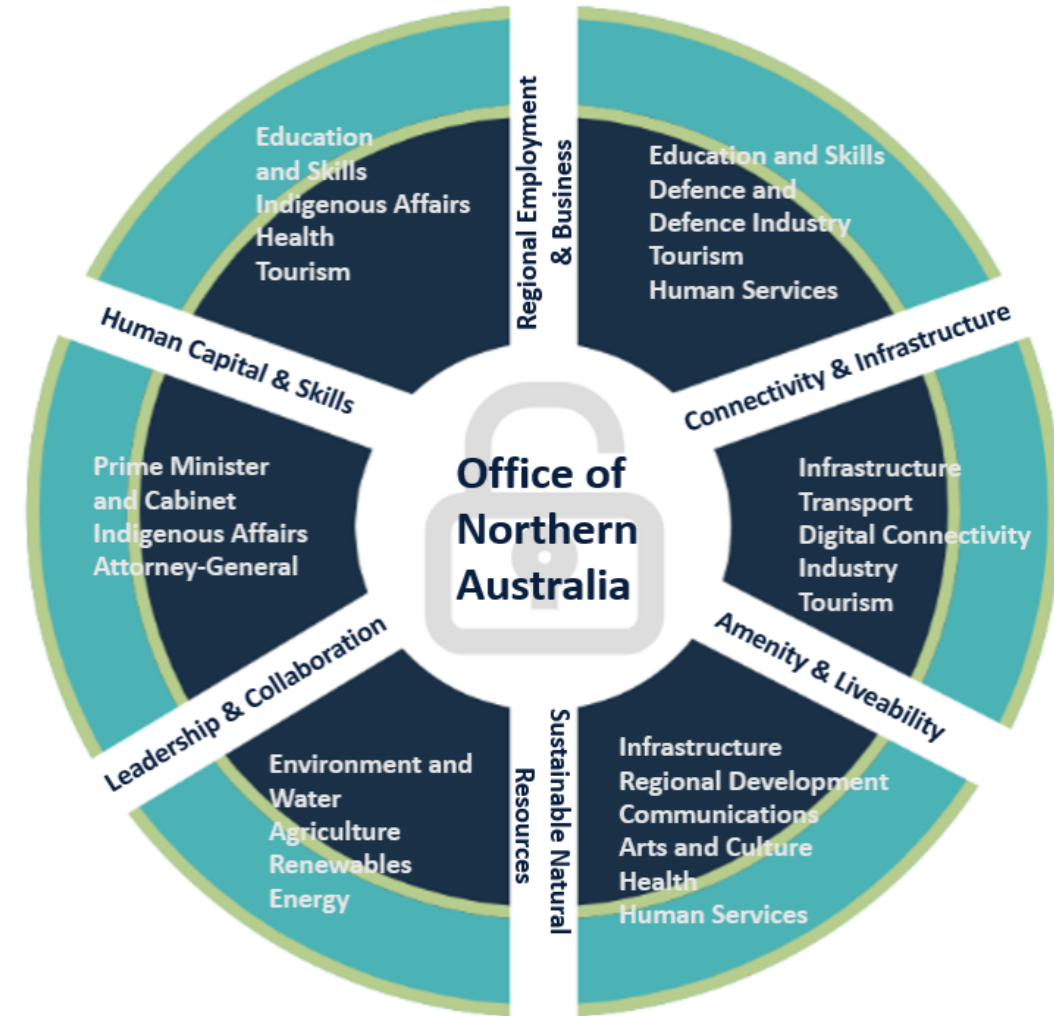 Regional Employment
& Business
Education and Skills
Defence and
Defence Industry
Tourism
Human Services
Connectivity & Infrastructure
Infrastructure
Transport
Digital Connectivity
Industry
Tourism
Amenity & Liveability
Infrastructure
Regional Development
Communications
Arts and Culture
Health
Human Services
Sustainable Natural
Resources
Environment and
Water
Agriculture
Renewables
Energy
Leadership & Collaboration
Prime Minister
and Cabinet
Indigenous Affairs
Attorney-General
Human Capital & Skills
Education
and Skills
Indigenous Affairs
Health
Tourism
Office of
Northern
Australia